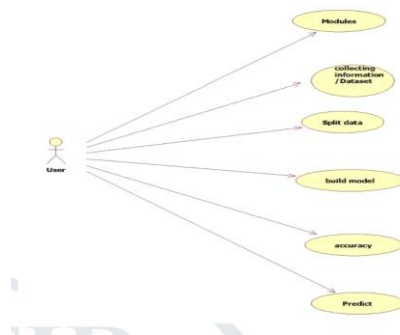 Modules
collecting
information
/Dataset
Split data
User
build model
accuracy
Predict